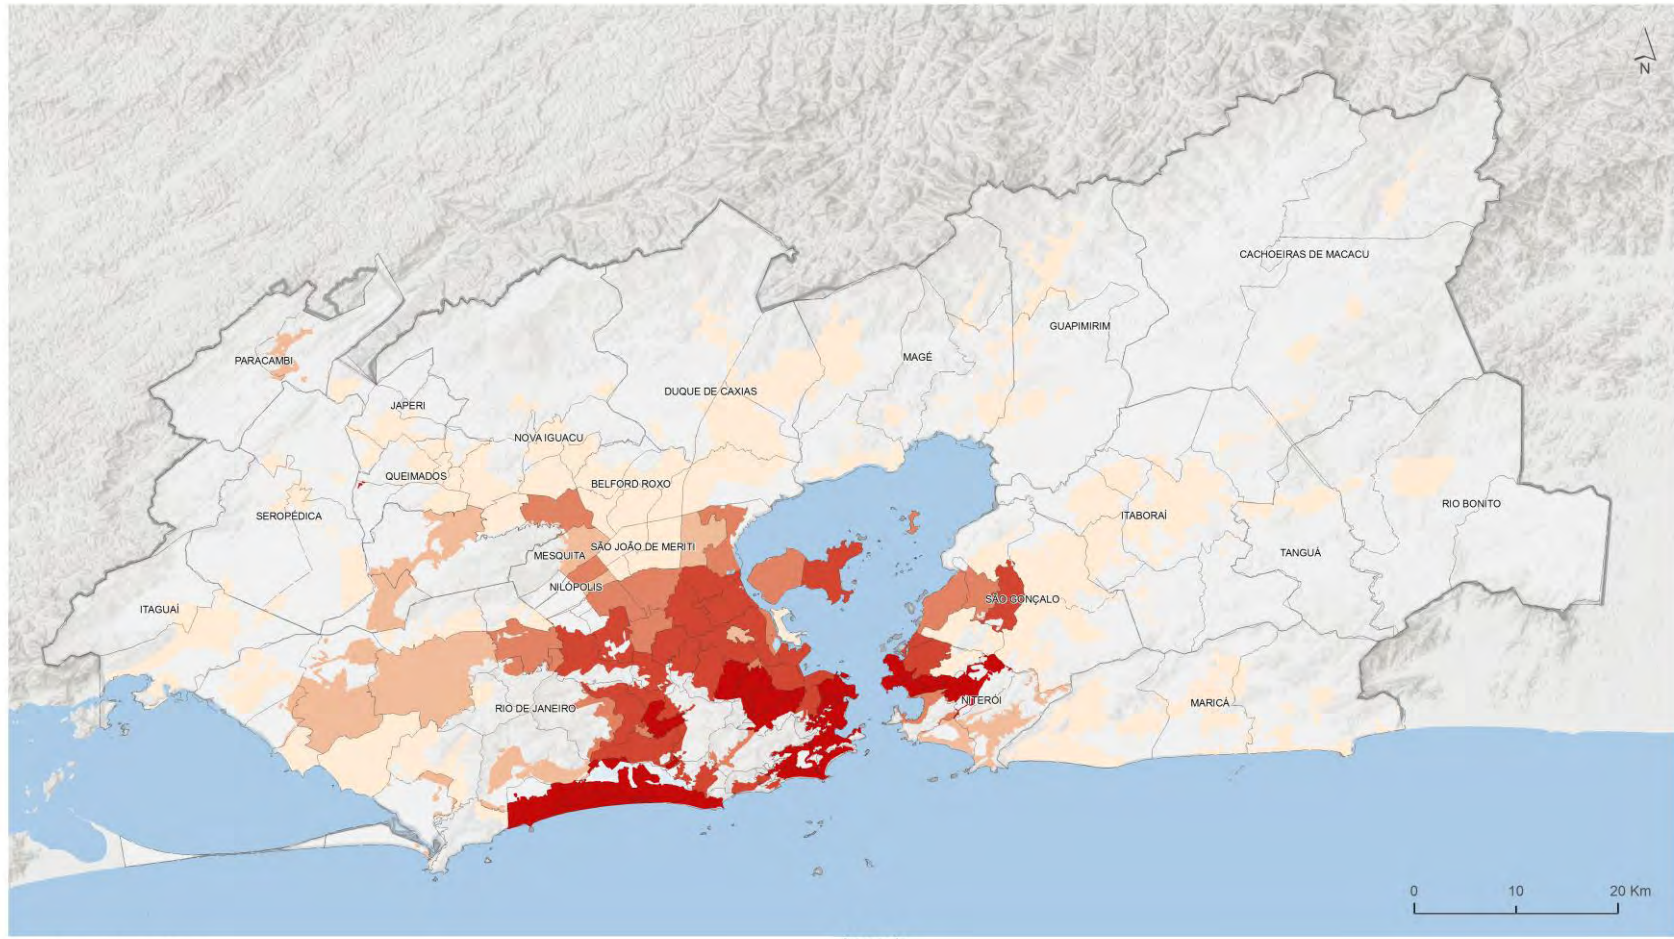 N
CACHOEIRAS DE MACACU
GUAPIMIRIM
MAGÉ
PARACAMBI
DUQUE DE CAXIAS
JAPERI
NOVA IGUACU
QUEIMADOS
BELFORD ROXO
RIO BONITO
SEROPÉDICA
ITABORAÍ
SÃO JOÃO DE MERITI
MESQUITA
TANGUÁ
NILÓPOLIS
SÃO GONÇALO
ITAGUAÍ
NITERÓI
MARICÁ
RIO DE JANEIRO
0 10 20 Km